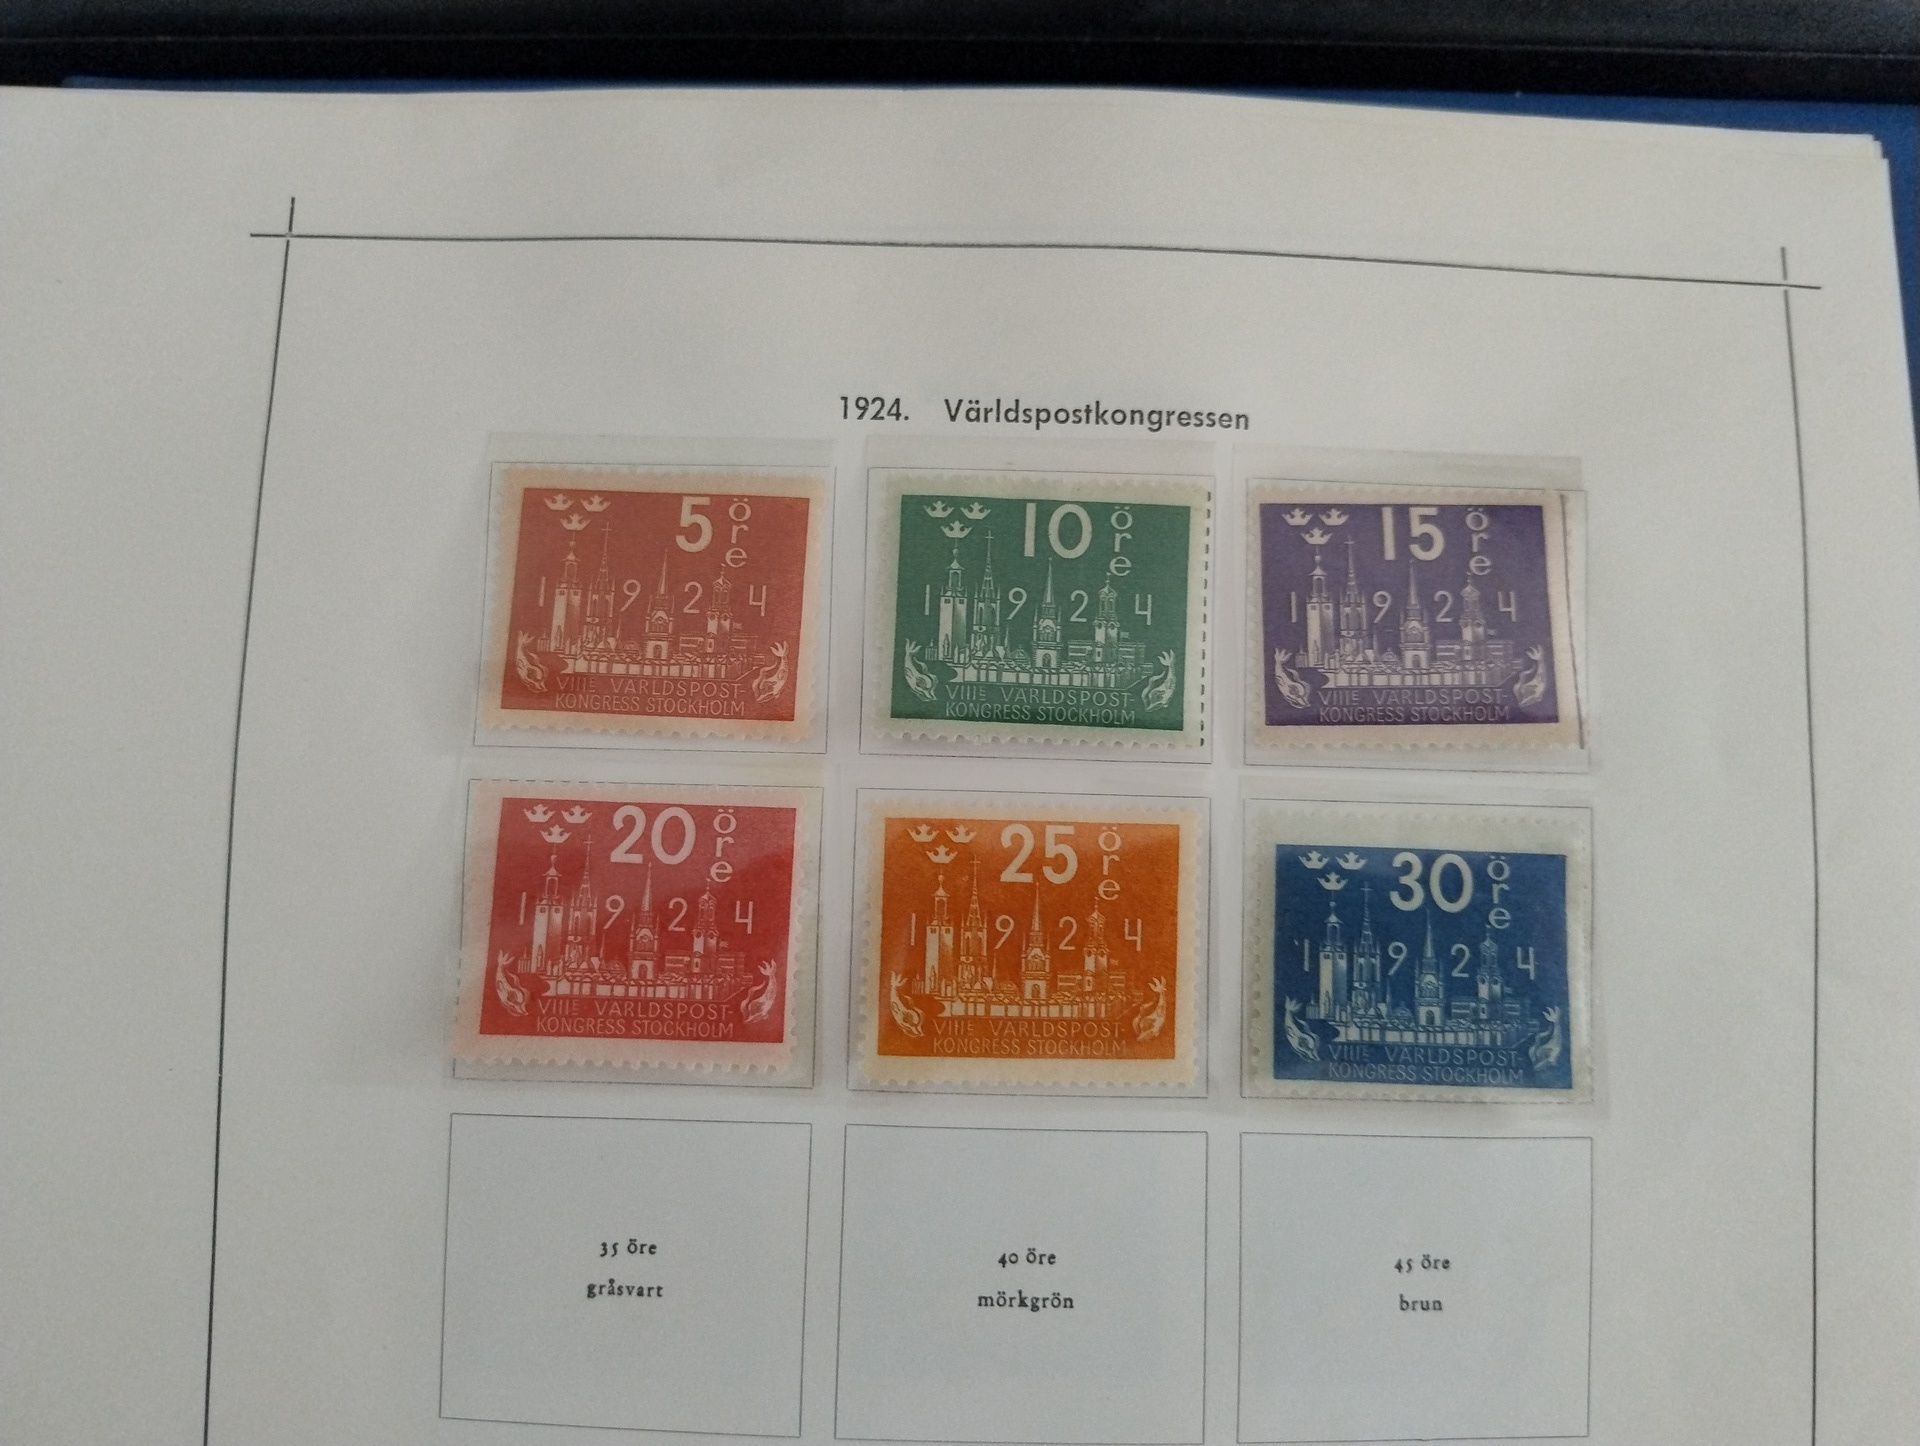 1924. Världspostkongressen
5 öre
1 9 2 4
VIIIE VÄRLDSPOST-
KONGRESS STOCKHOLM
10 öre
1 9 2 4
VIIIE VÄRLDSPOST-
KONGRESS STOCKHOLM
15 öre
1 9 2 4
VIIIE VÄRLDSPOST-
KONGRESS STOCKHOLM
20 öre
1 9 2 4
VIIIE VÄRLDSPOST-
KONGRESS STOCKHOLM
25 öre
1 9 2 4
VIIIE VÄRLDSPOST-
KONGRESS STOCKHOLM
30 öre
1 9 2 4
VIIIE VÄRLDSPOST-
KONGRESS STOCKHOLM
35 öre
gråsvart
40 öre
mörkgrön
45 öre
brun